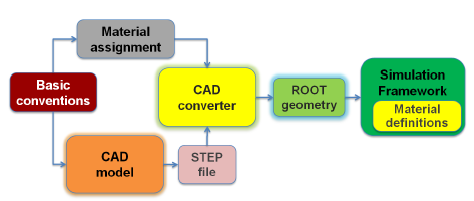 Material
assignment
Basic
conventions
CAD
converter
ROOT
geometry
Simulation
Framework
Material
definitions
CAD
model
STEP
file